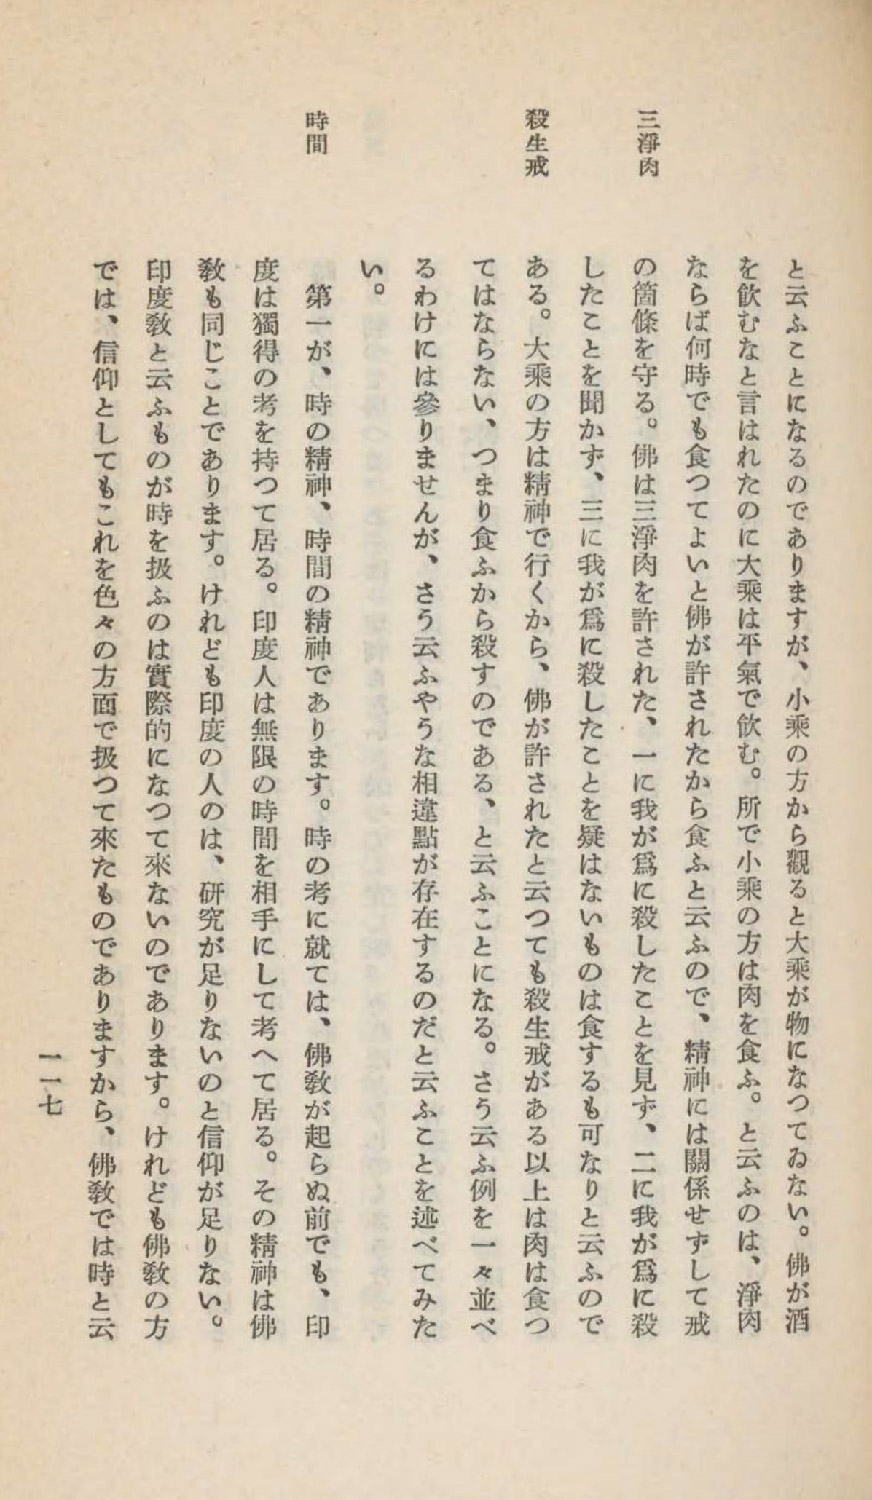 三淨肉
殺生戒
時間
と云ふことになるのでありますが、小乘の方から觀ると大乘が物になつてゐない。佛が酒
を飮むなと言はれたのに大乘は平氣で飮む。所で小乘の方は肉を食ふ。と云ふのは、淨肉
ならば何時でも食つてよいと佛が許されたから食ふと云ふので、精神には關係せずして戒
の箇條を守る。佛は三淨肉を許された、一に我が爲に殺したことを見ず、二に我が爲に殺
したことを聞かず、三に我が爲に殺したことを疑はないものは食するも可なりと云ふので
ある。大乘の方は精神で行くから、佛が許されたと云つても殺生戒がある以上は肉は食つ
てはならない、つまり食ふから殺すのである、と云ふことになる。さう云ふ例を一々並べ
るわけには參りませんが、さう云ふやうな相違點が存在するのだと云ふことを述べてみた
い。
第一が、時の精神、時間の精神であります。時の考に就ては、佛敎が起らぬ前でも、印
度は獨得の考を持つて居る。印度人は無限の時間を相手にして考へて居る。その精神は佛
敎も同じことであります。けれども印度の人のは、硏究が足りないのと信仰が足りない。
印度敎と云ふものが時を扱ふのは實際的になつて來ないのであります。けれども佛敎の方
では、信仰としてもこれを色々の方面で扱つて來たものでありますから、佛敎では時と云
一一七